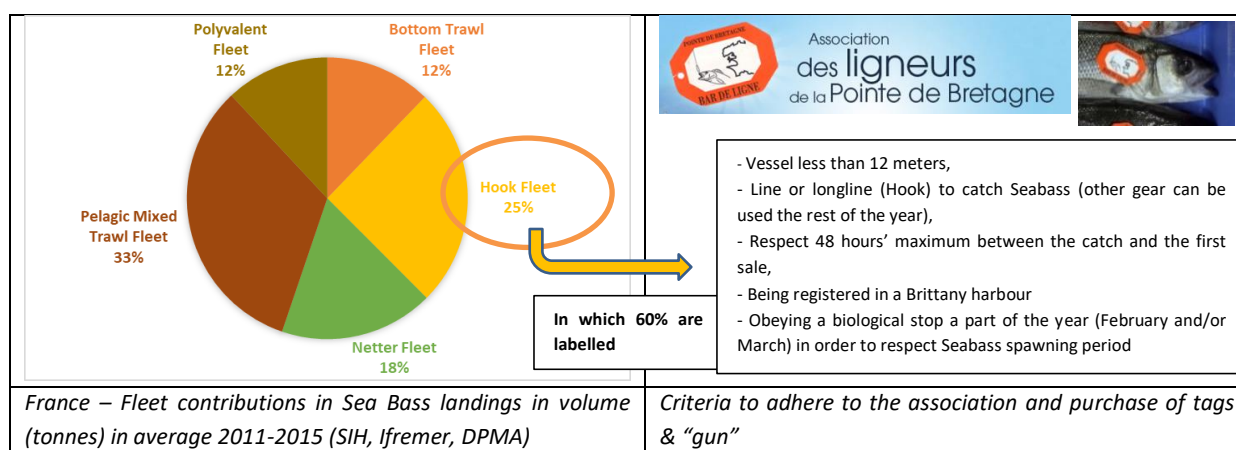 Polyvalent
Fleet
12%
Bottom Trawl
Fleet
12%
Hook Fleet
25%
Pelagic Mixed
Trawl Fleet
33%
Netter Fleet
18%
In which 60% are
labelled
POINTE DE BRETAGNE
BAR DE LIGNE
Association
des ligneurs
de la Pointe de Bretagne
- Vessel less than 12 meters,
- Line or longline (Hook) to catch Seabass (other gear can be
used the rest of the year),
- Respect 48 hours’ maximum between the catch and the first
sale,
- Being registered in a Brittany harbour
- Obeying a biological stop a part of the year (February and/or
March) in order to respect Seabass spawning period
France – Fleet contributions in Sea Bass landings in volume
(tonnes) in average 2011-2015 (SIH, Ifremer, DPMA)
Criteria to adhere to the association and purchase of tags
& “gun”